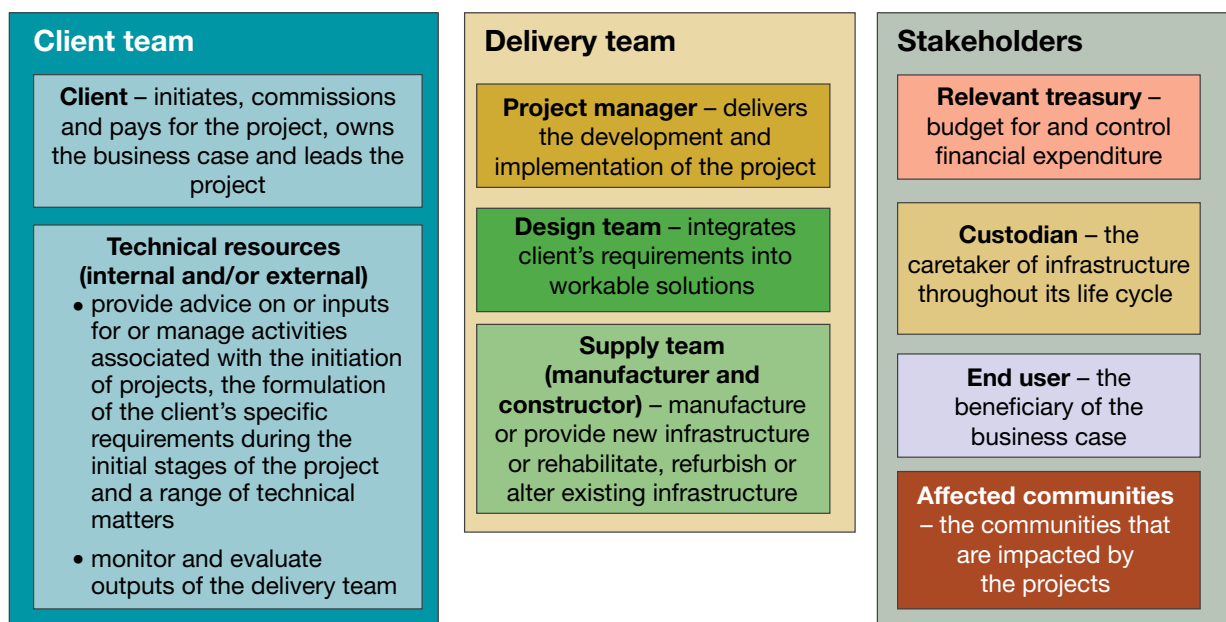 Client team
Client – initiates, commissions
and pays for the project, owns
the business case and leads the
project
Technical resources
(internal and/or external)
• provide advice on or inputs
for or manage activities
associated with the initiation
of projects, the formulation
of the client’s specific
requirements during the
initial stages of the project
and a range of technical
matters
• monitor and evaluate
outputs of the delivery team
Delivery team
Project manager – delivers
the development and
implementation of the project
Design team – integrates
client’s requirements into
workable solutions
Supply team
(manufacturer and
constructor) – manufacture
or provide new infrastructure
or rehabilitate, refurbish or
alter existing infrastructure
Stakeholders
Relevant treasury –
budget for and control
financial expenditure
Custodian – the
caretaker of infrastructure
throughout its life cycle
End user – the
beneficiary of the
business case
Affected communities
– the communities that
are impacted by
the projects